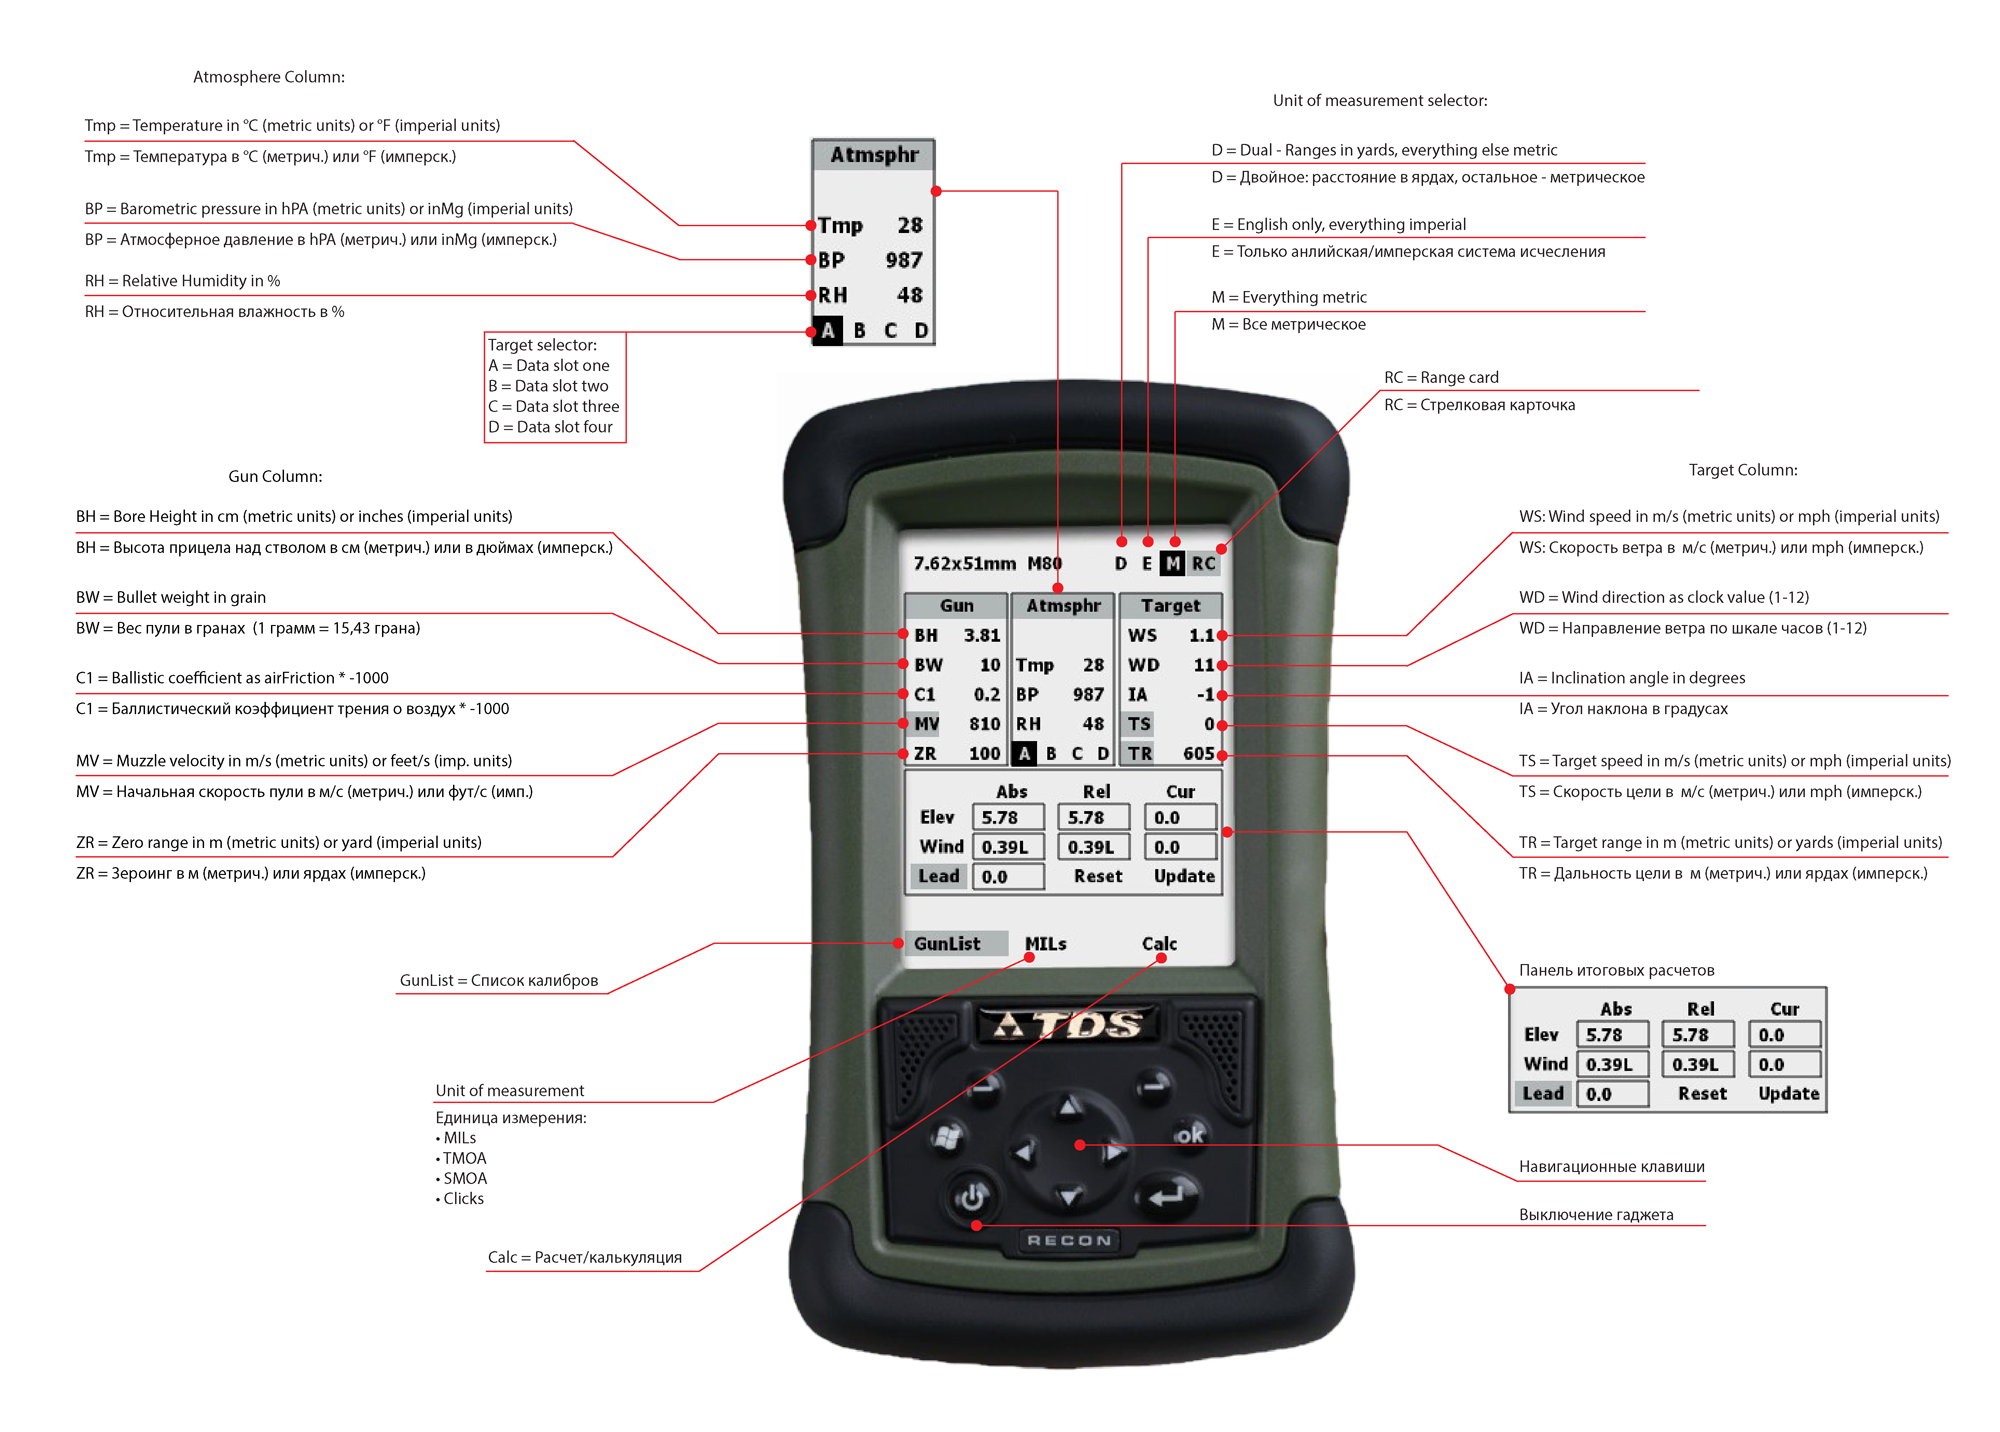 Atmosphere Column:
Tmp = Temperature in °C (metric units) or °F (imperial units)
Tmp = Температура в °C (метрич.) или °F (имперск.)
BP = Barometric pressure in hPA (metric units) or inMg (imperial units)
BP = Атмосферное давление в hPA (метрич.) или inMg (имперск.)
RH = Relative Humidity in %
RH = Относительная влажность в %
Target selector:
A = Data slot one
B = Data slot two
C = Data slot three
D = Data slot four
Atmsphr
Tmp 28
BP 987
RH 48
A B C D
Unit of measurement selector:
D = Dual - Ranges in yards, everything else metric
D = Двойное: расстояние в ярдах, остальное - метрическое
E = English only, everything imperial
E = Только анлийская/имперская система исчесления
M = Everything metric
M = Все метрическое
RC = Range card
RC = Стрелковая карточка
Gun Column:
BH = Bore Height in cm (metric units) or inches (imperial units)
BH = Высота прицела над стволом в см (метрич.) или в дюймах (имперск.)
BW = Bullet weight in grain
BW = Вес пули в гранах (1 грамм = 15,43 грана)
C1 = Ballistic coefficient as airFriction * -1000
C1 = Баллистический коэффициент трения о воздух * -1000
MV = Muzzle velocity in m/s (metric units) or feet/s (imp. units)
MV = Начальная скорость пули в м/с (метрич.) или фут/с (имп.)
ZR = Zero range in m (metric units) or yard (imperial units)
ZR = Зероинг в м (метрич.) или ярдах (имперск.)
7.62x51mm M80 D E M RC
Gun Atmsphr Target
BH 3.81 WS 1.1
BW 10 Tmp 28 WD 11
C1 0.2 BP 987 IA -1
MV 810 RH 48 TS 0
ZR 100 A B C D TR 605
Abs Rel Cur
Elev 5.78 5.78 0.0
Wind 0.39L 0.39L 0.0
Lead 0.0 Reset Update
GunList MILs Calc
TDS
ok
RECON
Target Column:
WS: Wind speed in m/s (metric units) or mph (imperial units)
WS: Скорость ветра в м/с (метрич.) или mph (имперск.)
WD = Wind direction as clock value (1-12)
WD = Направление ветра по шкале часов (1-12)
IA = Inclination angle in degrees
IA = Угол наклона в градусах
TS = Target speed in m/s (metric units) or mph (imperial units)
TS = Скорость цели в м/с (метрич.) или mph (имперск.)
TR = Target range in m (metric units) or yards (imperial units)
TR = Дальность цели в м (метрич.) или ярдах (имперск.)
GunList = Список калибров
Unit of measurement
Единица измерения:
• MILs
• TMOA
• SMOA
• Clicks
Calc = Расчет/калькуляция
Панель итоговых расчетов
Abs Rel Cur
Elev 5.78 5.78 0.0
Wind 0.39L 0.39L 0.0
Lead 0.0 Reset Update
Навигационные клавиши
Выключение гаджета